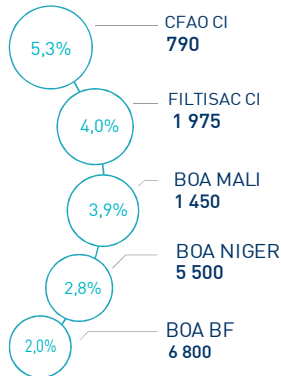 5,3%
CFAO CI
790
4,0%
FILTISAC CI
1 975
3,9%
BOA MALI
1 450
2,8%
BOA NIGER
5 500
2,0%
BOA BF
6 800